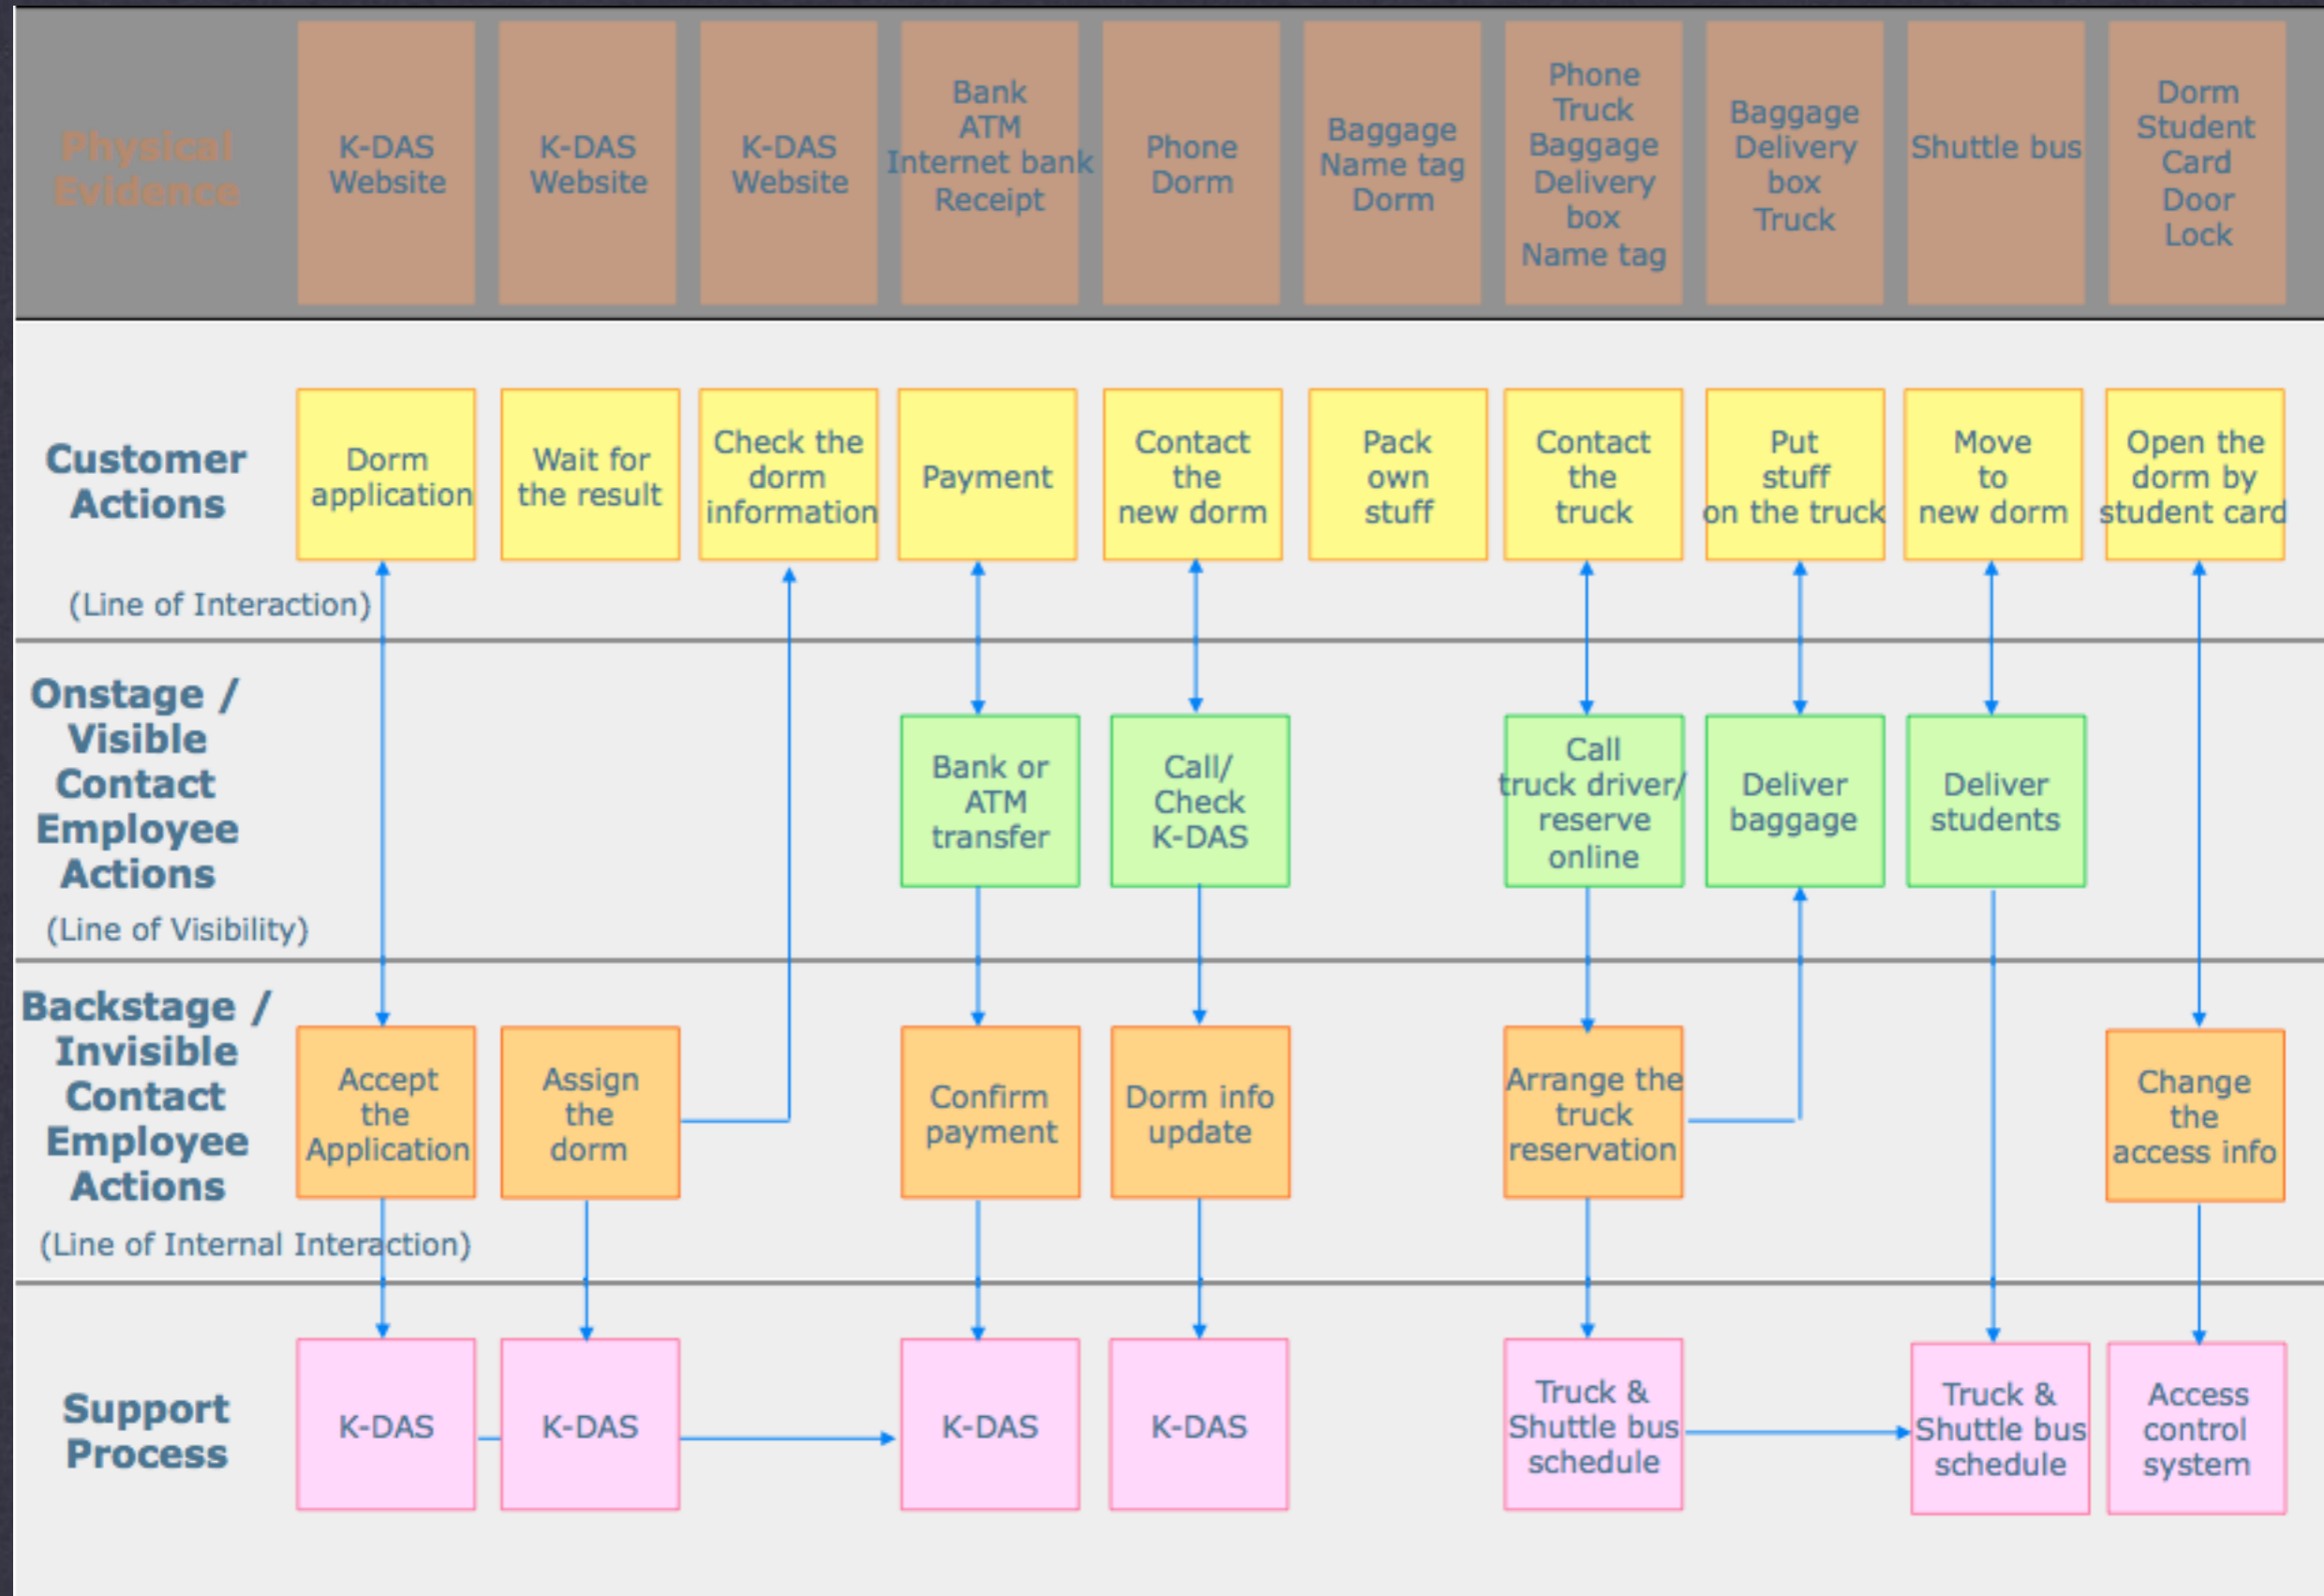 Physical
Evidence
K-DAS
Website
K-DAS
Website
K-DAS
Website
Bank
ATM
Internet bank
Receipt
Phone
Dorm
Baggage
Name tag
Dorm
Phone
Truck
Baggage
Delivery
box
Name tag
Baggage
Delivery
box
Truck
Shuttle bus
Dorm
Student
Card
Door
Lock
Customer
Actions
Dorm
application
Wait for
the result
Check the
dorm
information
Payment
Contact
the
new dorm
Pack
own
stuff
Contact
the
truck
Put
stuff
on the truck
Move
to
new dorm
Open the
dorm by
student card
(Line of Interaction)
Onstage /
Visible
Contact
Employee
Actions
Bank or
ATM
transfer
Call/
Check
K-DAS
Call
truck driver/
reserve
online
Deliver
baggage
Deliver
students
(Line of Visibility)
Backstage /
Invisible
Contact
Employee
Actions
Accept
the
Application
Assign
the
dorm
Confirm
payment
Dorm info
update
Arrange the
truck
reservation
Change
the
access info
(Line of Internal Interaction)
Support
Process
K-DAS
K-DAS
K-DAS
K-DAS
Truck &
Shuttle bus
schedule
Truck &
Shuttle bus
schedule
Access
control
system